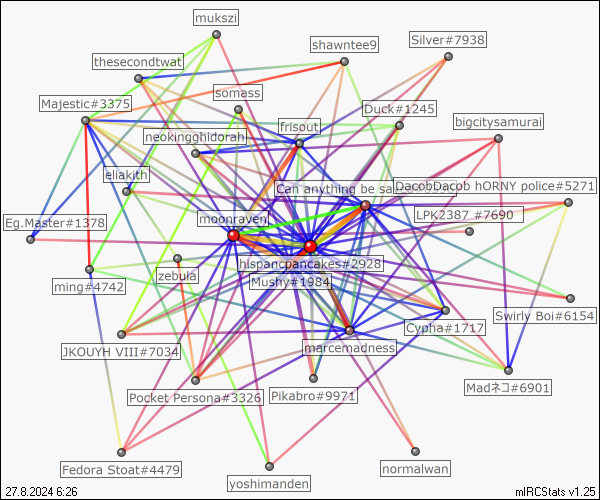 mukszi
Silver#7938
shawntee9
thesecondtwat
somass
Majestic#3375
Duck#1245
bigcitysamurai
frisout
neokingghidorah
eliakith
Can anything be sa
DacobDacob hORNY police#5271
moonraven
LPK2387 #7690
Eg.Master#1378
hispancpancakes#2928
zebula
Mushy#1984
ming#4742
Swirly Boi#6154
Cypha#1717
JKOUYH VIII#7034
marcemadness
Madネコ#6901
Pocket Persona#3326
Pikabro#9971
Fedora Stoat#4479
normalwan
yoshimanden
27.8.2024 6:26
mIRCStats v1.25